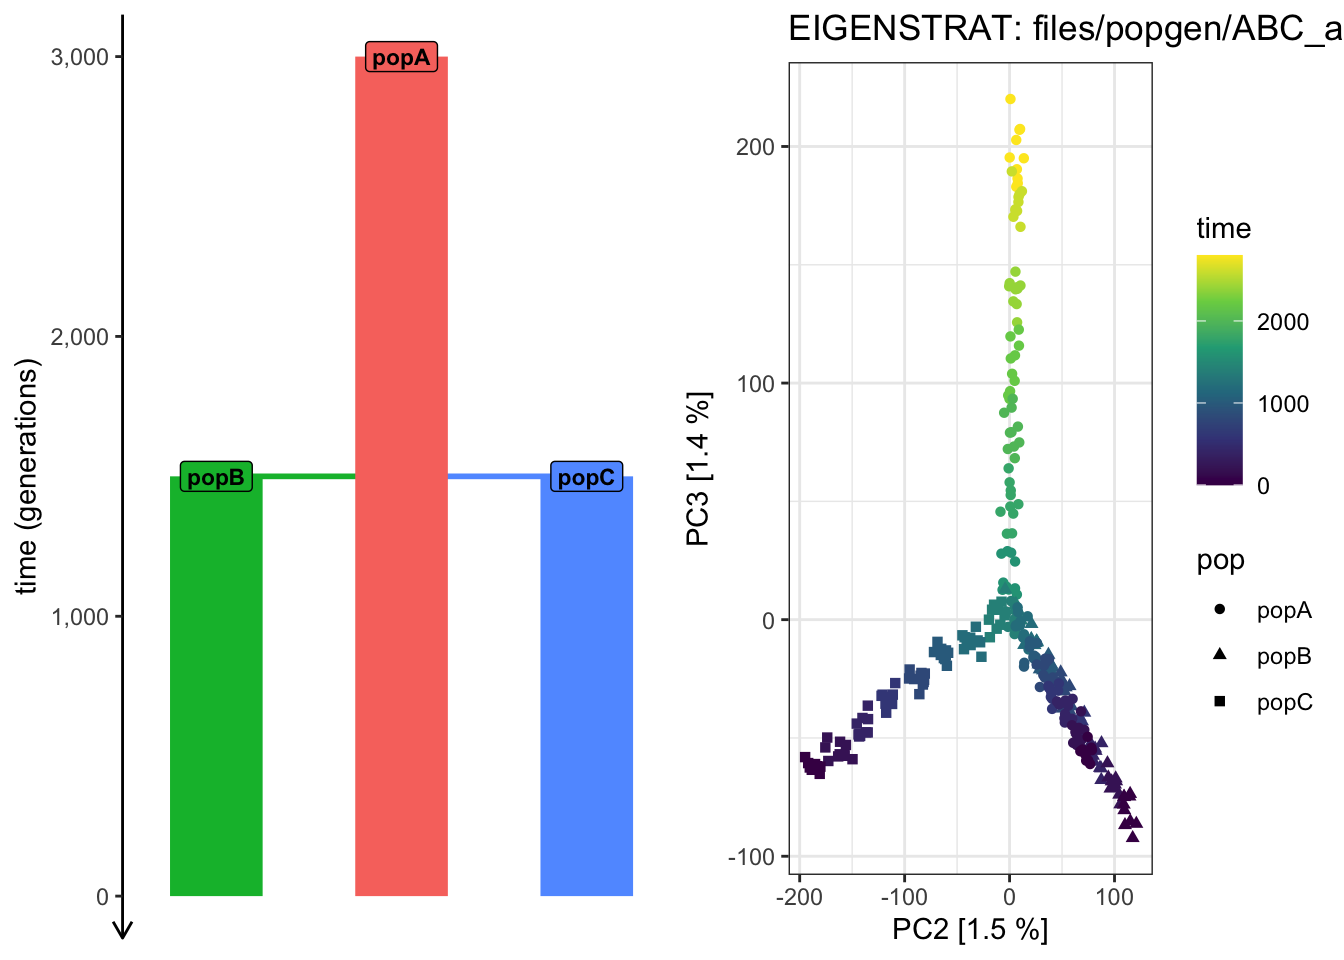 3,000
2,000
1,000
0
time (generations)
popA
popB
popC
EIGENSTRAT: files/popgen/ABC_a
200
100
0
-100
PC3 [1.4 %]
-200
-100
0
100
PC2 [1.5 %]
time
2000
1000
0
pop
popA
popB
popC